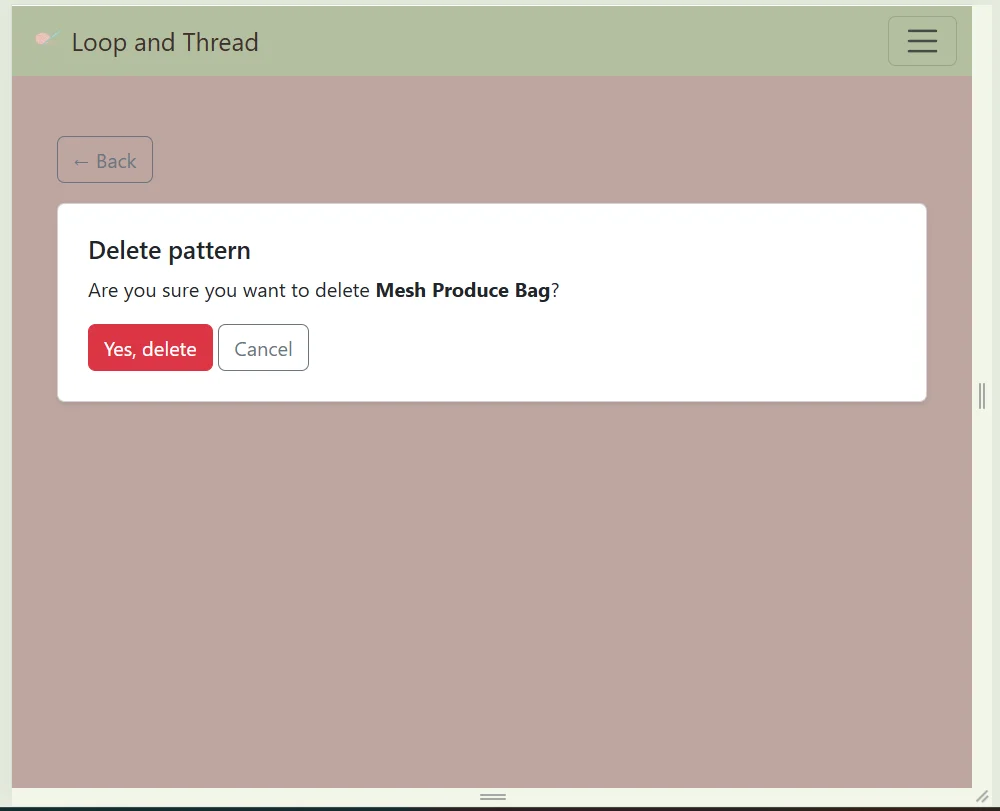 Loop and Thread
← Back
Delete pattern
Are you sure you want to delete Mesh Produce Bag?
Yes, delete
Cancel